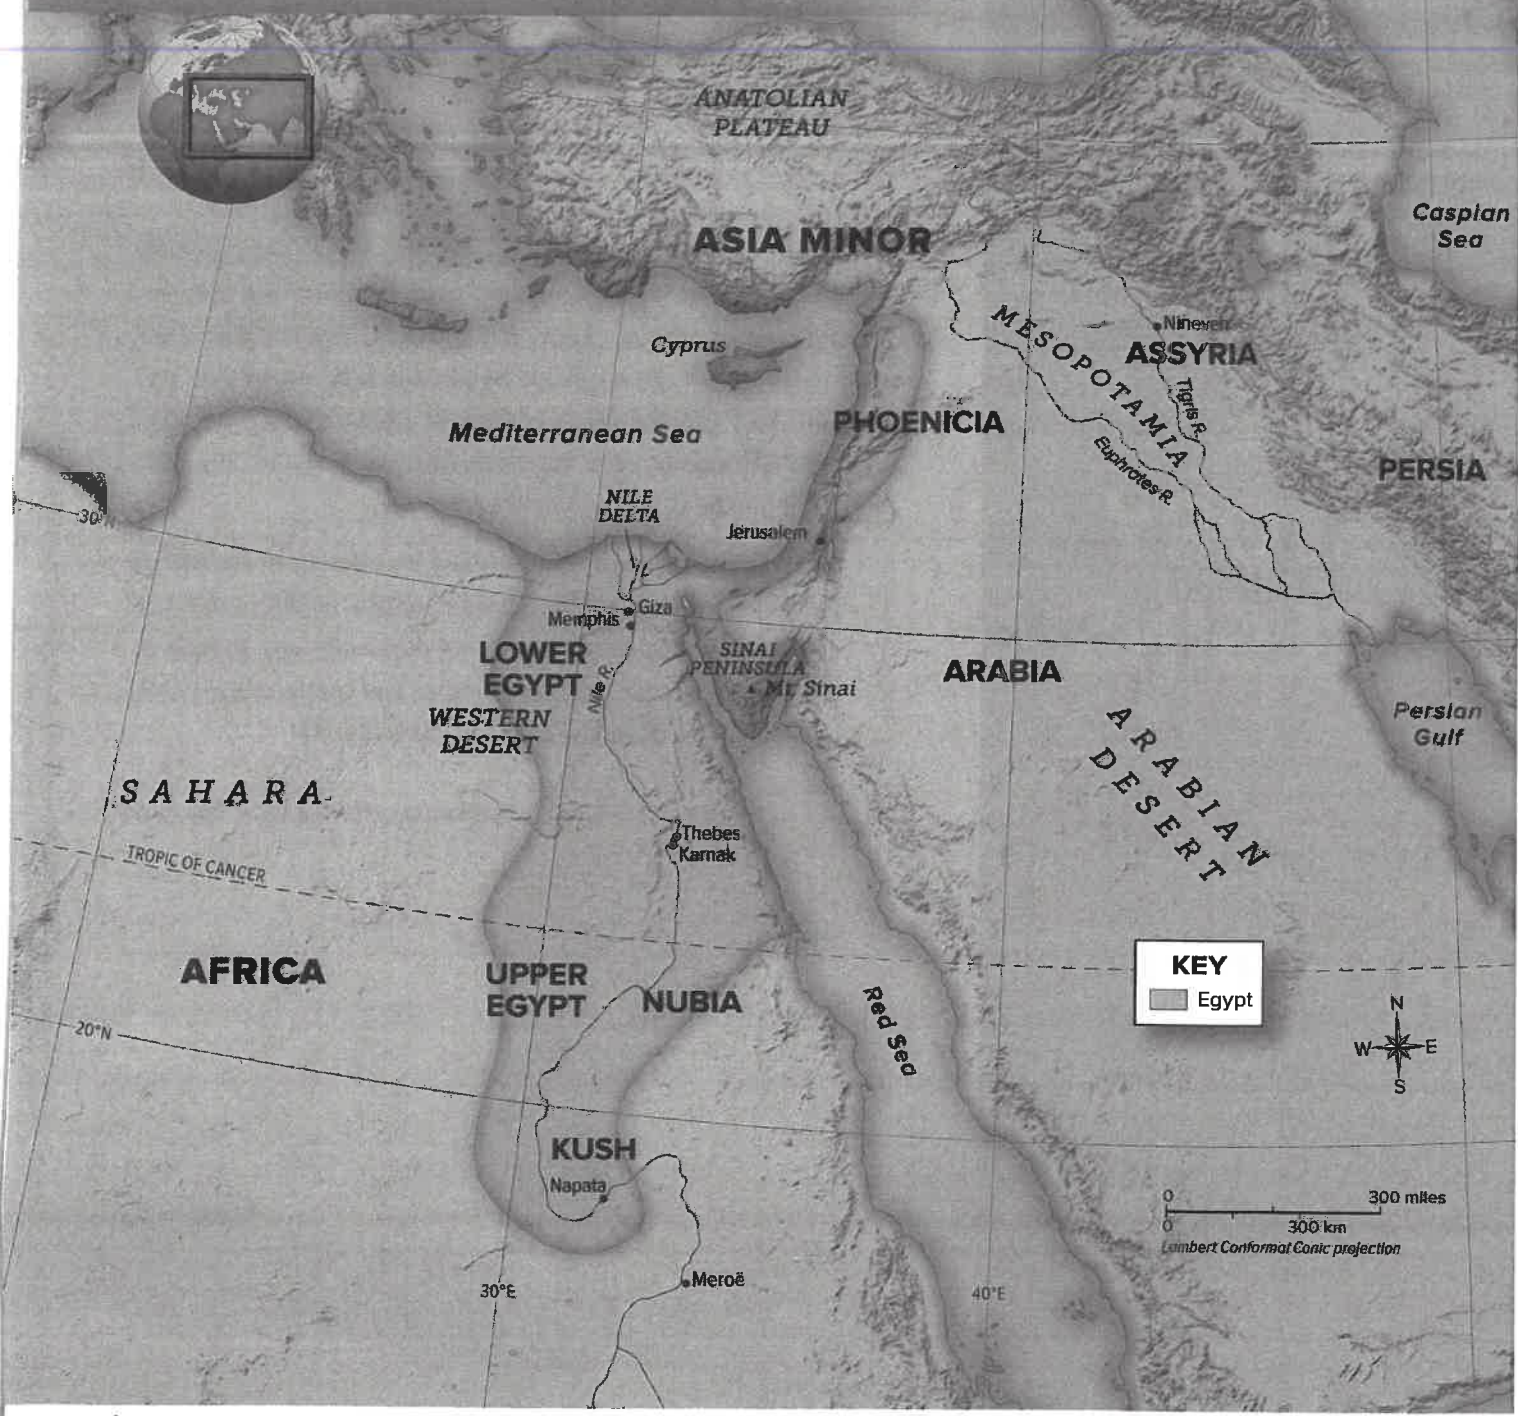 ANATOLIAN
PLATEAU
Caspian
Sea
ASIA MINOR
MESOPOTAMIA
Nineveh
ASSYRIA
Cyprus
Tigris R.
PHOENICIA
Mediterranean Sea
Euphrates R.
PERSIA
NILE
DELTA
30°N
Jerusalem
Giza
Memphis
LOWER
EGYPT
SINAI
PENINSULA
Mt. Sinai
ARABIA
Nile R.
WESTERN
DESERT
Persian
Gulf
ARABIAN
DESERT
SAHARA
Thebes
Karnak
TROPIC OF CANCER
AFRICA
UPPER
EGYPT
NUBIA
Red Sea
KEY
Egypt
N
W E
S
20°N
KUSH
Napata
0 300 miles
0 300 km
Lambert Conformal Conic projection
Meroë
30°E
40°E